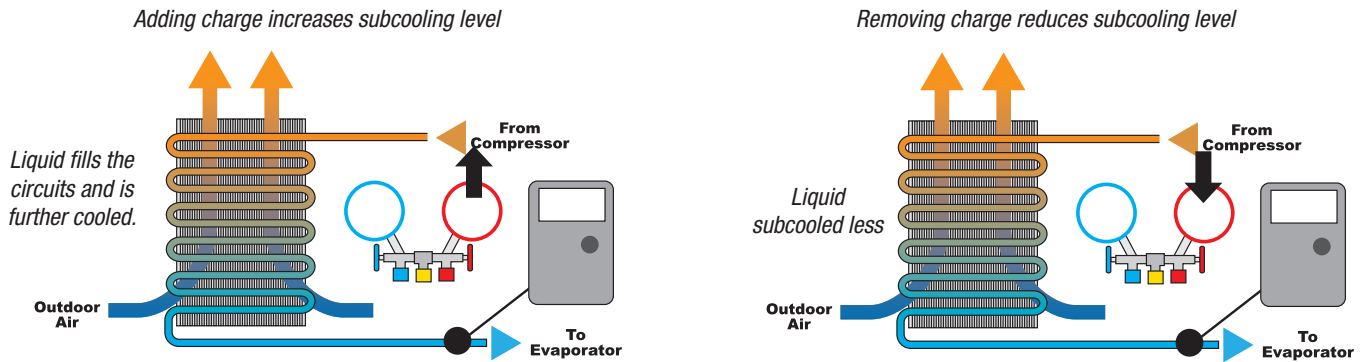 Adding charge increases subcooling level
From
Compressor
Liquid fills the
circuits and is
further cooled.
Outdoor
Air
To
Evaporator
Removing charge reduces subcooling level
From
Compressor
Liquid
subcooled less
Outdoor
Air
To
Evaporator